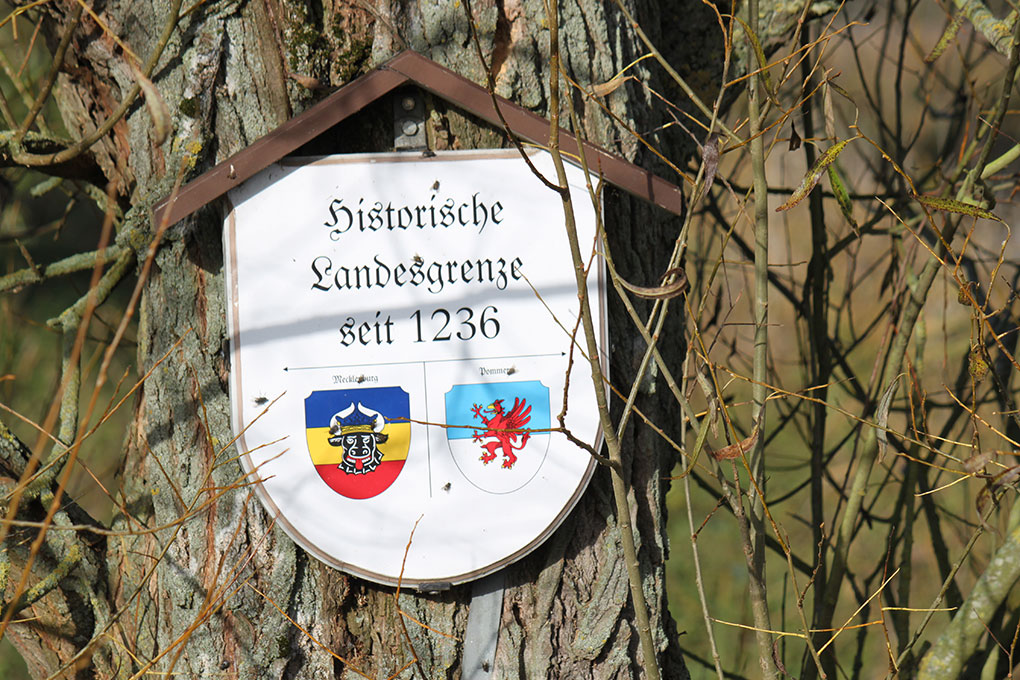 Historische
Landesgrenze
seit 1236
Mecklenburg
Pommern